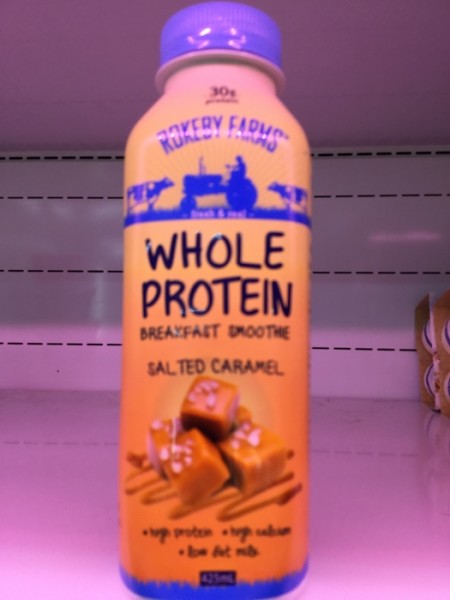 30g
protein
ROKEBY FARMS
fresh & real
WHOLE
PROTEIN
BREAKFAST SMOOTHIE
SALTED CARAMEL
• high protein • high calcium
• low fat milk
425mL